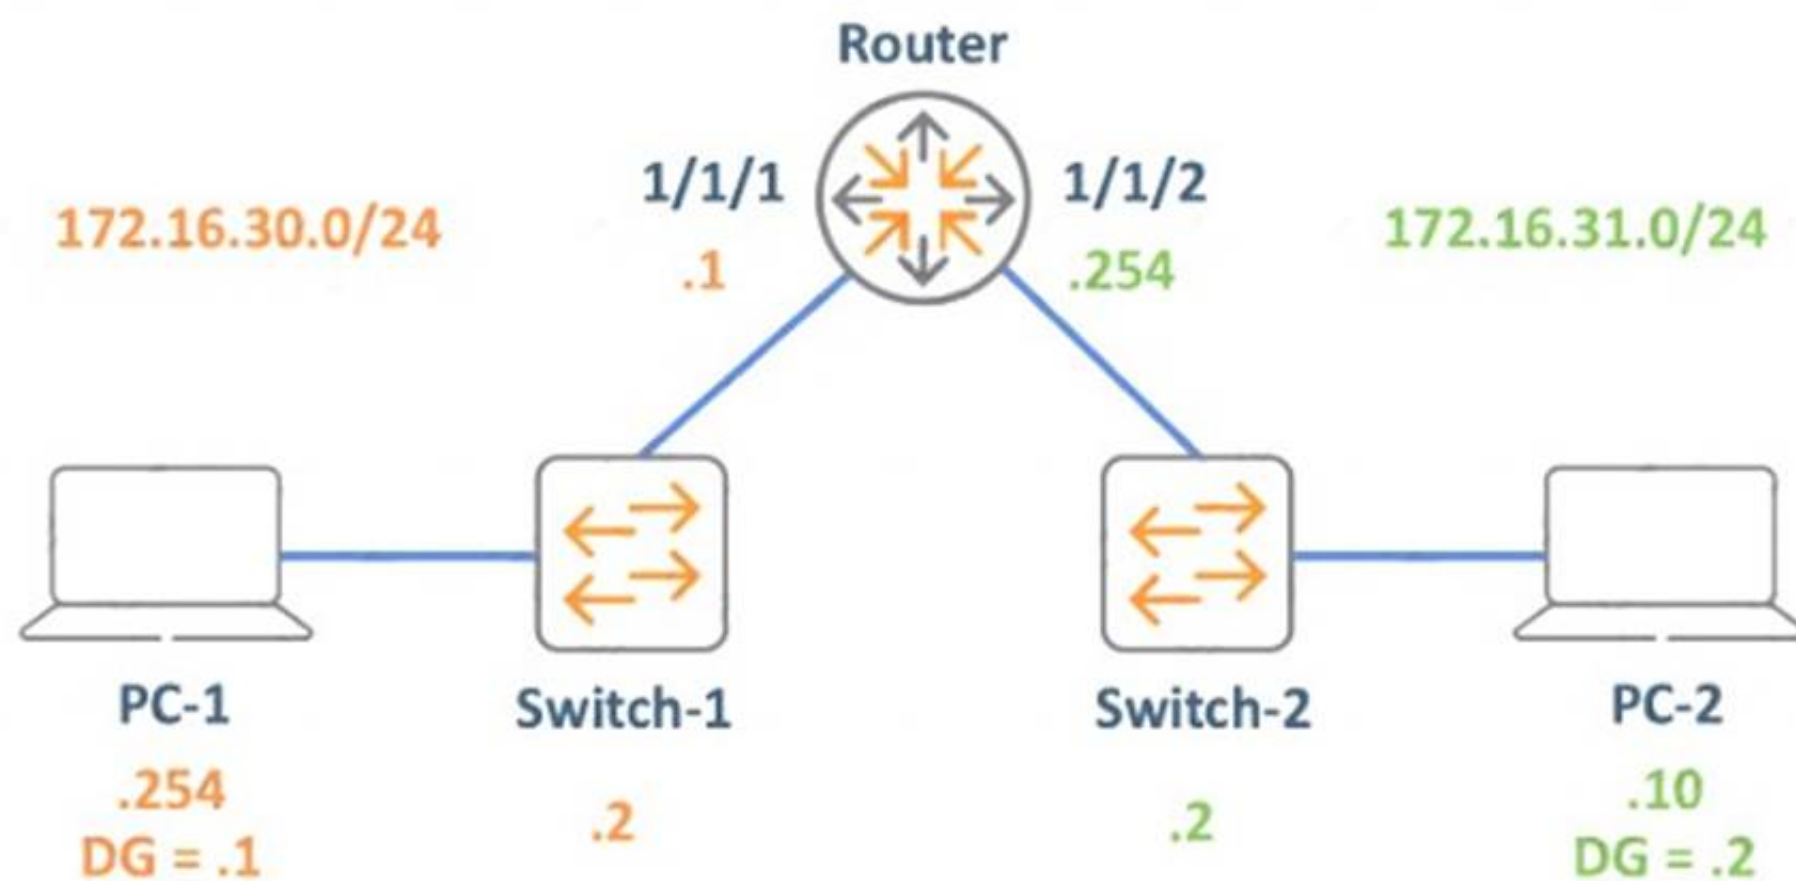 Router
1/1/1
1/1/2
172.16.30.0/24
172.16.31.0/24
.1
.254
PC-1
Switch-1
Switch-2
PC-2
.254
.2
.2
.10
DG = .1
DG = .2